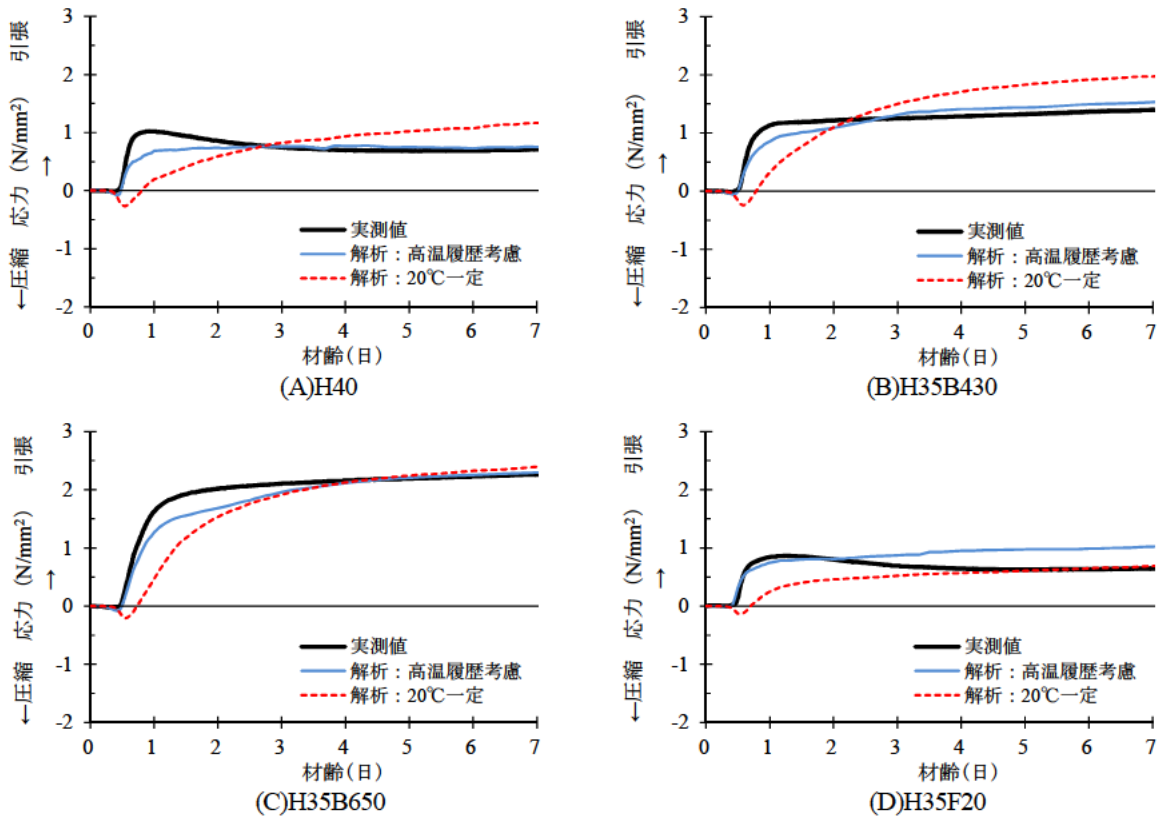 引張
応力 (N/mm²)
→
←圧縮
3
2
1
0
-1
-2
実測値
解析：高温履歴考慮
解析：20℃一定
0 1 2 3 4 5 6 7
材齢(日)
(A)H40
引張
応力 (N/mm²)
→
←圧縮
3
2
1
0
-1
-2
実測値
解析：高温履歴考慮
解析：20℃一定
0 1 2 3 4 5 6 7
材齢(日)
(B)H35B430
引張
応力 (N/mm²)
→
←圧縮
3
2
1
0
-1
-2
実測値
解析：高温履歴考慮
解析：20℃一定
0 1 2 3 4 5 6 7
材齢(日)
(C)H35B650
引張
応力 (N/mm²)
→
←圧縮
3
2
1
0
-1
-2
実測値
解析：高温履歴考慮
解析：20℃一定
0 1 2 3 4 5 6 7
材齢(日)
(D)H35F20